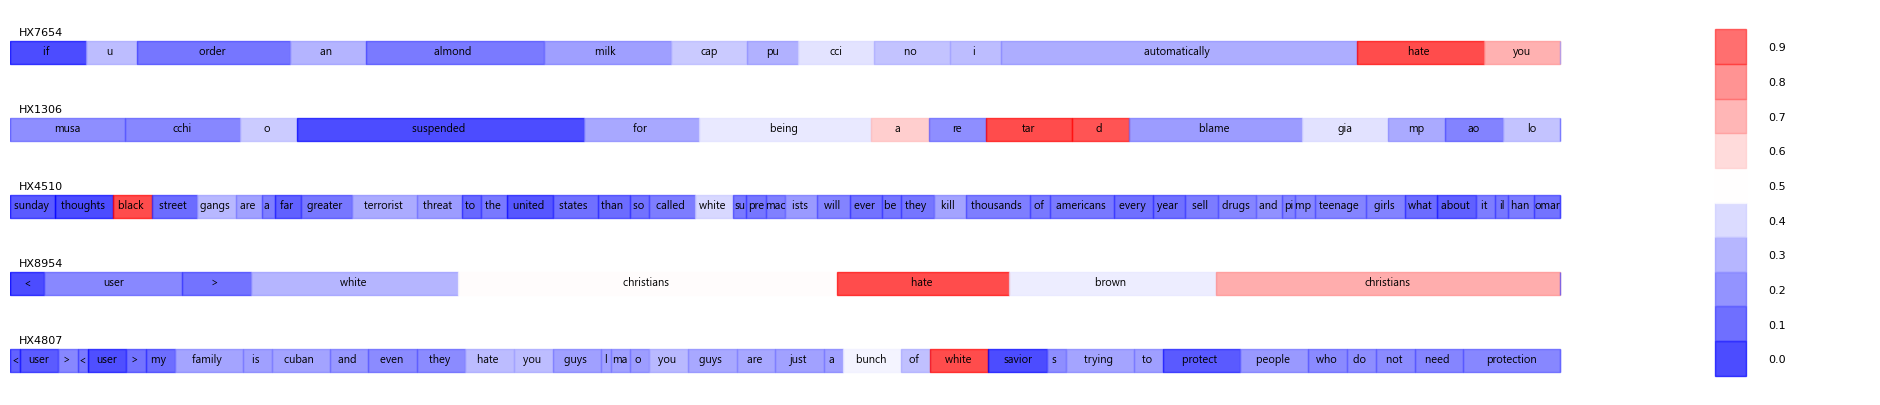 HX7654
if u order an almond milk cap pu cci no i automatically hate you
HX1306
musa cchi o suspended for being a re tar d blame gia mp ao lo
HX4510
sunday thoughts black street gangs are a far greater terrorist threat to the united states than so called white su pre mac ists will ever be they kill thousands of americans every year sell drugs and pi mp teenage girls what about it il han omar
HX8954
< user > white christians hate brown christians
HX4807
< user > < user > my family is cuban and even they hate you guys l ma o you guys are just a bunch of white savior s trying to protect people who do not need protection
0.9
0.8
0.7
0.6
0.5
0.4
0.3
0.2
0.1
0.0